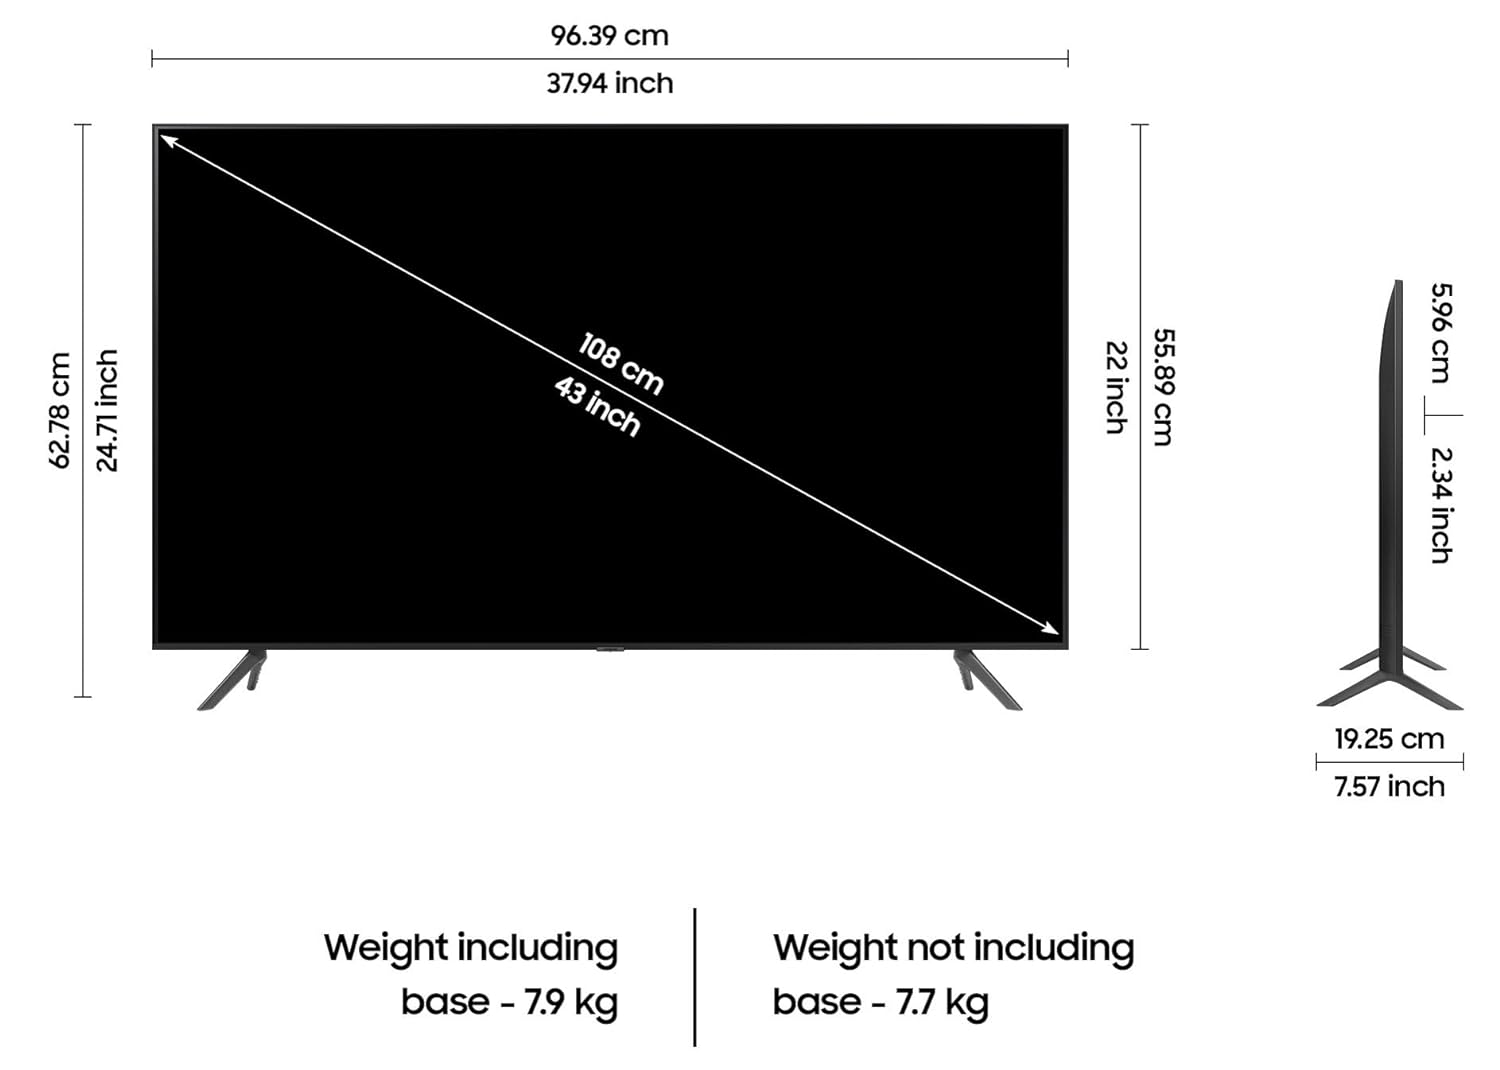 96.39 cm
37.94 inch
62.78 cm
24.71 inch
108 cm
43 inch
22 inch
55.89 cm
5.96 cm
2.34 inch
19.25 cm
7.57 inch
Weight including
base - 7.9 kg
Weight not including
base - 7.7 kg